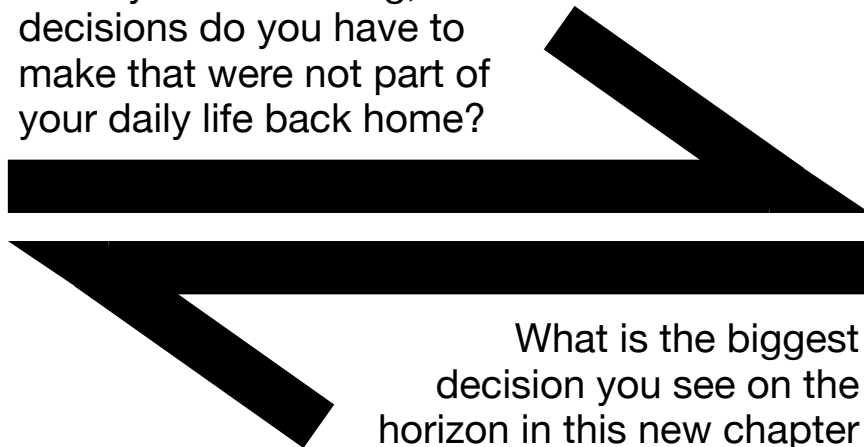 decisions do you have to
make that were not part of
your daily life back home?
What is the biggest
decision you see on the
horizon in this new chapter